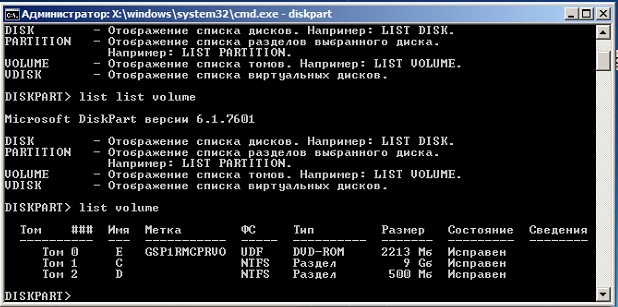 Администратор: X:\windows\system32\cmd.exe - diskpart
DISK - Отображение списка дисков. Например: LIST DISK.
PARTITION - Отображение списка разделов выбранного диска.
Например: LIST PARTITION.
VOLUME - Отображение списка томов. Например: LIST VOLUME.
VDISK - Отображение списка виртуальных дисков.
DISKPART> list list volume
Microsoft DiskPart версии 6.1.7601
DISK - Отображение списка дисков. Например: LIST DISK.
PARTITION - Отображение списка разделов выбранного диска.
Например: LIST PARTITION.
VOLUME - Отображение списка томов. Например: LIST VOLUME.
VDISK - Отображение списка виртуальных дисков.
DISKPART> list volume
Том ### Имя Метка ФС Тип Размер Состояние Сведения
---------- --- ----------- ----- ---------- ------- --------- --------
Том 0 E GSP1RMCPRVO UDF DVD-ROM 2213 Мб Исправен
Том 1 C NTFS Раздел 9 Gб Исправен
Том 2 D NTFS Раздел 500 Мб Исправен
DISKPART>